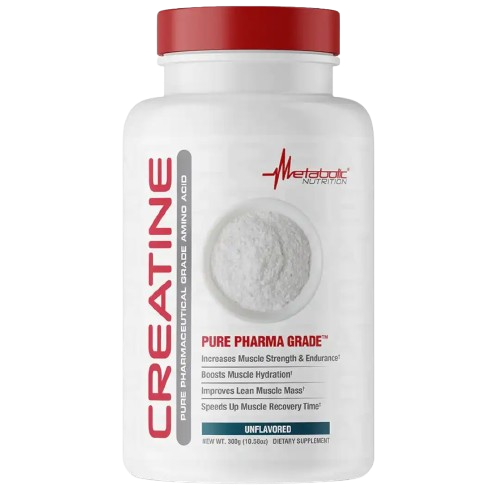 Metabolic®
NUTRITION
CREATINE
PURE PHARMACEUTICAL GRADE AMINO ACID
PURE PHARMA GRADE™
Increases Muscle Strength & Endurance†
Boosts Muscle Hydration†
Improves Lean Muscle Mass†
Speeds Up Muscle Recovery Time†
UNFLAVORED
NET WT. 300g (10.58oz) DIETARY SUPPLEMENT